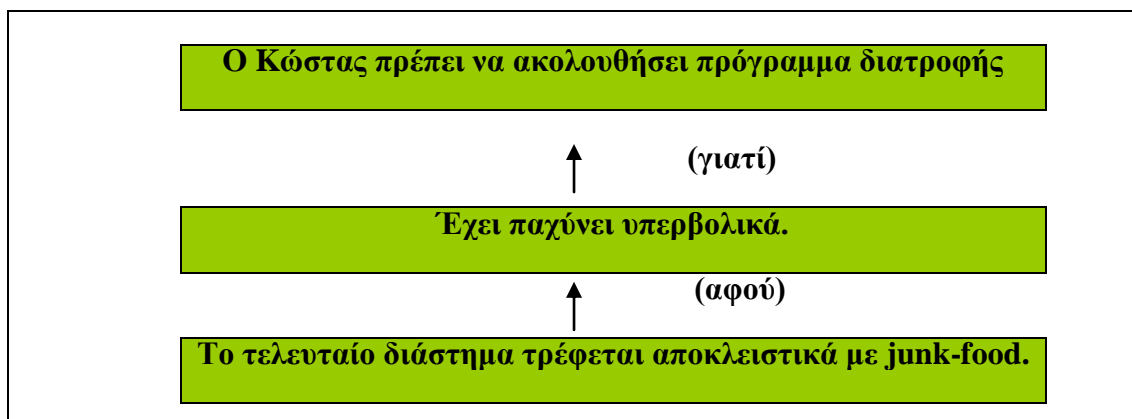 Ο Κώστας πρέπει να ακολουθήσει πρόγραμμα διατροφής
(γιατί)
Έχει παχύνει υπερβολικά.
(αφού)
Το τελευταίο διάστημα τρέφεται αποκλειστικά με junk-food.